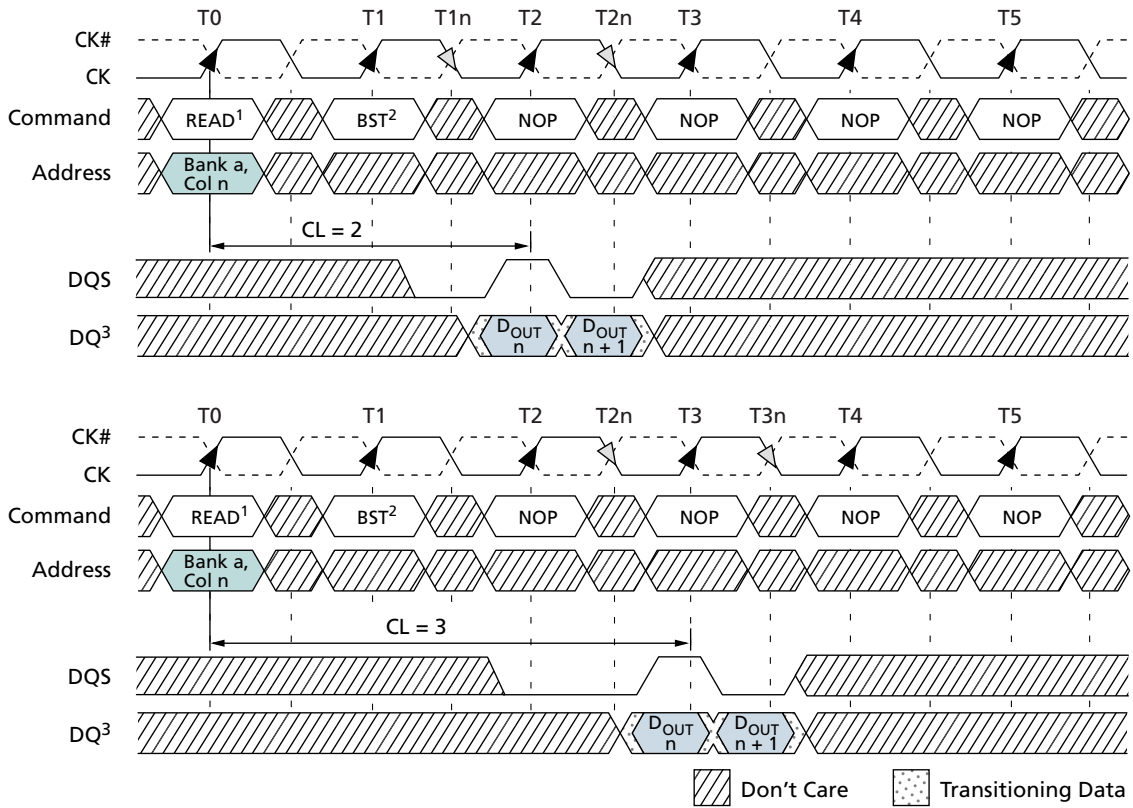 T0 T1 T1n T2 T2n T3 T4 T5
CK#
CK
Command READ¹ BST² NOP NOP NOP NOP
Address Bank a,
Col n
CL = 2
DQS
DQ³ DOUT
n DOUT
n + 1
T0 T1 T2 T2n T3 T3n T4 T5
CK#
CK
Command READ¹ BST² NOP NOP NOP NOP
Address Bank a,
Col n
CL = 3
DQS
DQ³ DOUT
n DOUT
n + 1
Don't Care Transitioning Data